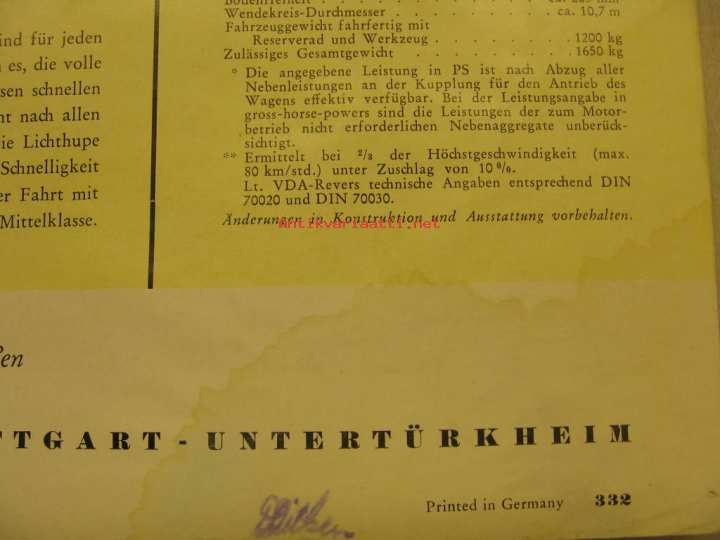 ind für jeden
es, die volle
sen schnellen
nt nach allen
ie Lichthupe
Schnelligkeit
er Fahrt mit
Mittelklasse.
Bodenfreiheit . . . . . . . . . . . . ca.
Wendekreis-Durchmesser . . . . . . . . ca. 10,7 m
Fahrzeuggewicht fahrfertig mit
Reserverad und Werkzeug . . . . . . . . 1200 kg
Zulässiges Gesamtgewicht . . . . . . . . 1650 kg
* Die angegebene Leistung in PS ist nach Abzug aller
Nebenleistungen an der Kupplung für den Antrieb des
Wagens effektiv verfügbar. Bei der Leistungsangabe in
gross-horse-powers sind die Leistungen der zum Motor-
betrieb nicht erforderlichen Nebenaggregate unberück-
sichtigt.
** Ermittelt bei 2/3 der Höchstgeschwindigkeit (max.
80 km/std.) unter Zuschlag von 10 %.
Lt. VDA-Revers technische Angaben entsprechend DIN
70020 und DIN 70030.
Änderungen in Konstruktion und Ausstattung vorbehalten.
antikvariaatti.net
en
TTGART - UNTERTÜRKHEIM
Printed in Germany 332